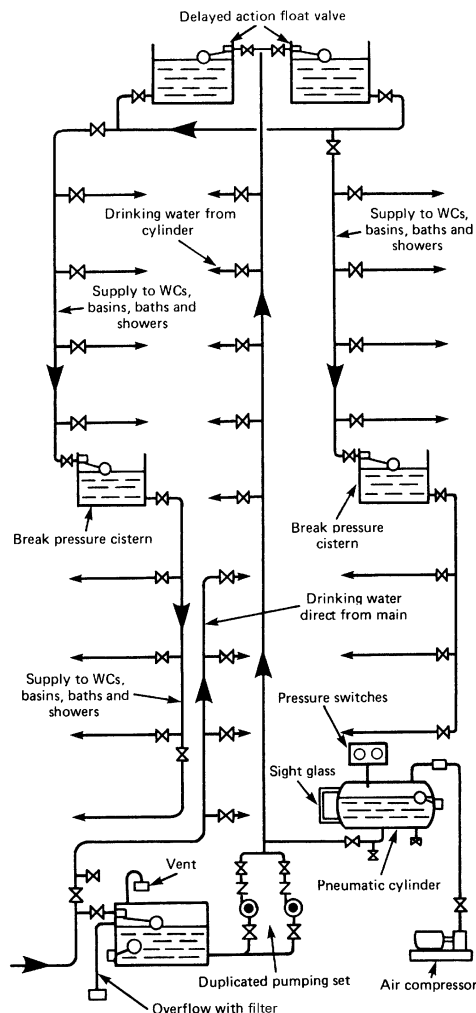 Delayed action float valve
Drinking water from
cylinder
Supply to WCs,
basins, baths and
showers
Supply to WCs,
basins, baths and
showers
Break pressure cistern
Break pressure
cistern
Drinking water
direct from main
Supply to WCs,
basins, baths and
showers
Pressure switches
Sight glass
Vent
Pneumatic cylinder
Duplicated pumping set
Air compressor
Overflow with filter